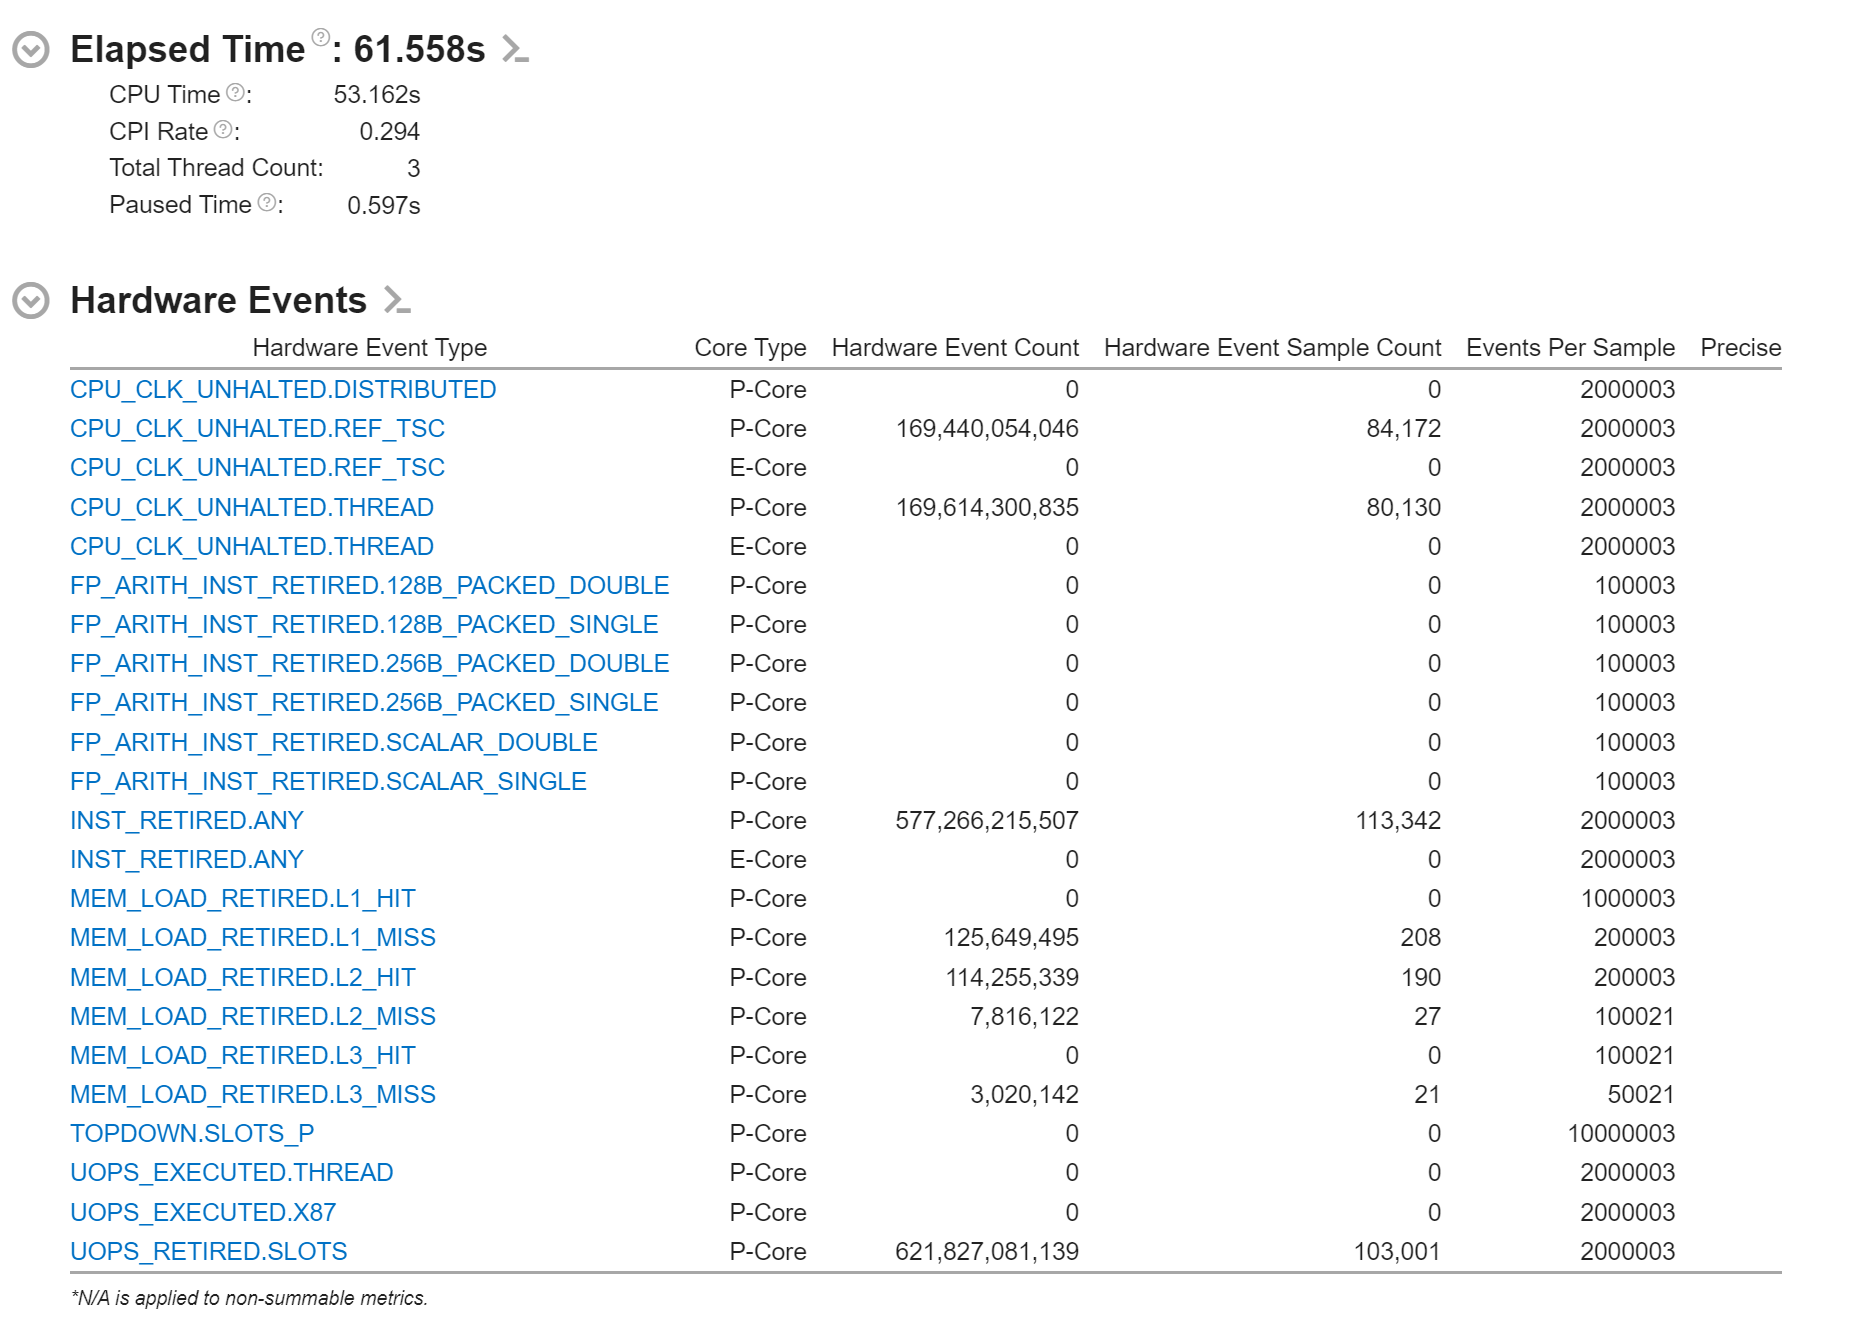 Elapsed Time ?: 61.558s >_
CPU Time ?: 53.162s
CPI Rate ?: 0.294
Total Thread Count: 3
Paused Time ?: 0.597s
Hardware Events >_
Hardware Event Type Core Type Hardware Event Count Hardware Event Sample Count Events Per Sample Precise
CPU_CLK_UNHALTED.DISTRIBUTED P-Core 0 0 2000003
CPU_CLK_UNHALTED.REF_TSC P-Core 169,440,054,046 84,172 2000003
CPU_CLK_UNHALTED.REF_TSC E-Core 0 0 2000003
CPU_CLK_UNHALTED.THREAD P-Core 169,614,300,835 80,130 2000003
CPU_CLK_UNHALTED.THREAD E-Core 0 0 2000003
FP_ARITH_INST_RETIRED.128B_PACKED_DOUBLE P-Core 0 0 100003
FP_ARITH_INST_RETIRED.128B_PACKED_SINGLE P-Core 0 0 100003
FP_ARITH_INST_RETIRED.256B_PACKED_DOUBLE P-Core 0 0 100003
FP_ARITH_INST_RETIRED.256B_PACKED_SINGLE P-Core 0 0 100003
FP_ARITH_INST_RETIRED.SCALAR_DOUBLE P-Core 0 0 100003
FP_ARITH_INST_RETIRED.SCALAR_SINGLE P-Core 0 0 100003
INST_RETIRED.ANY P-Core 577,266,215,507 113,342 2000003
INST_RETIRED.ANY E-Core 0 0 2000003
MEM_LOAD_RETIRED.L1_HIT P-Core 0 0 1000003
MEM_LOAD_RETIRED.L1_MISS P-Core 125,649,495 208 200003
MEM_LOAD_RETIRED.L2_HIT P-Core 114,255,339 190 200003
MEM_LOAD_RETIRED.L2_MISS P-Core 7,816,122 27 100021
MEM_LOAD_RETIRED.L3_HIT P-Core 0 0 100021
MEM_LOAD_RETIRED.L3_MISS P-Core 3,020,142 21 50021
TOPDOWN.SLOTS_P P-Core 0 0 10000003
UOPS_EXECUTED.THREAD P-Core 0 0 2000003
UOPS_EXECUTED.X87 P-Core 0 0 2000003
UOPS_RETIRED.SLOTS P-Core 621,827,081,139 103,001 2000003
*N/A is applied to non-summable metrics.